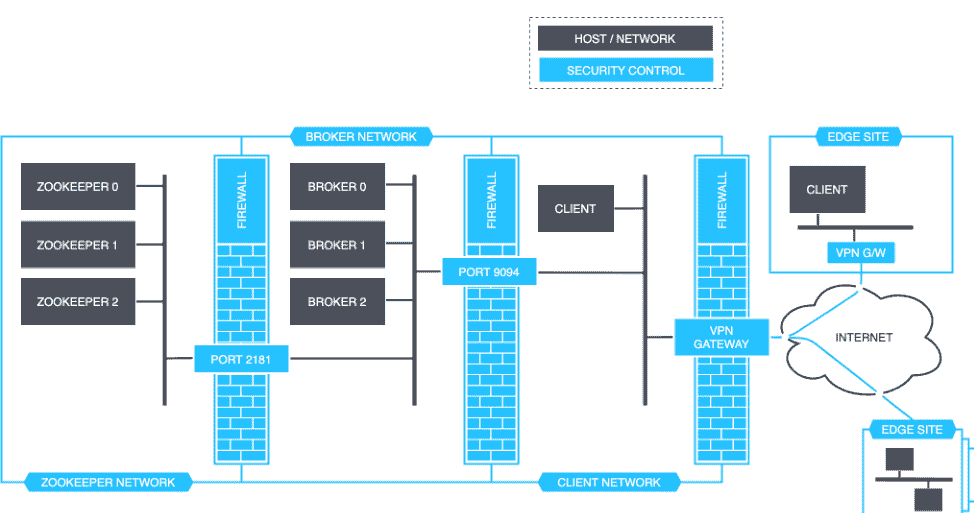 HOST / NETWORK
SECURITY CONTROL
BROKER NETWORK
EDGE SITE
ZOOKEEPER 0
ZOOKEEPER 1
ZOOKEEPER 2
FIREWALL
PORT 2181
BROKER 0
BROKER 1
BROKER 2
FIREWALL
PORT 9094
CLIENT
FIREWALL
VPN
GATEWAY
CLIENT
VPN G/W
INTERNET
EDGE SITE
ZOOKEEPER NETWORK
CLIENT NETWORK